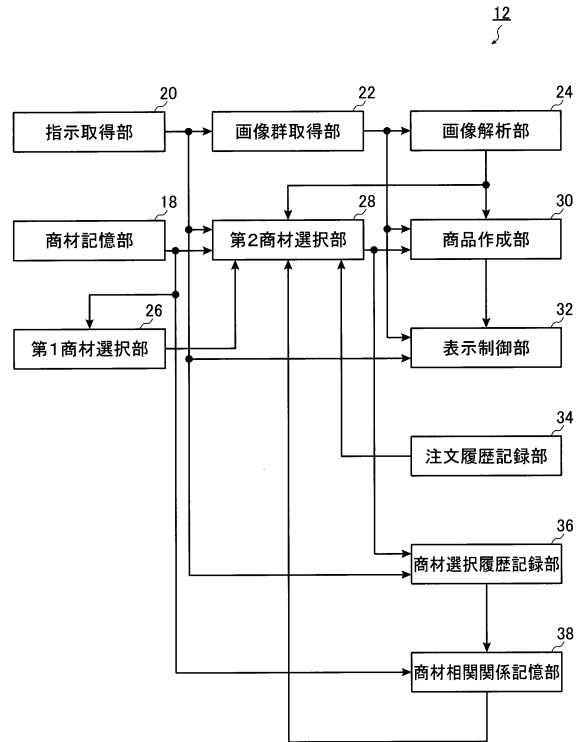 12
20
指示取得部
22
画像群取得部
24
画像解析部
18
商材記憶部
28
第2商材選択部
30
商品作成部
26
第1商材選択部
32
表示制御部
34
注文履歴記録部
36
商材選択履歴記録部
38
商材相関関係記憶部